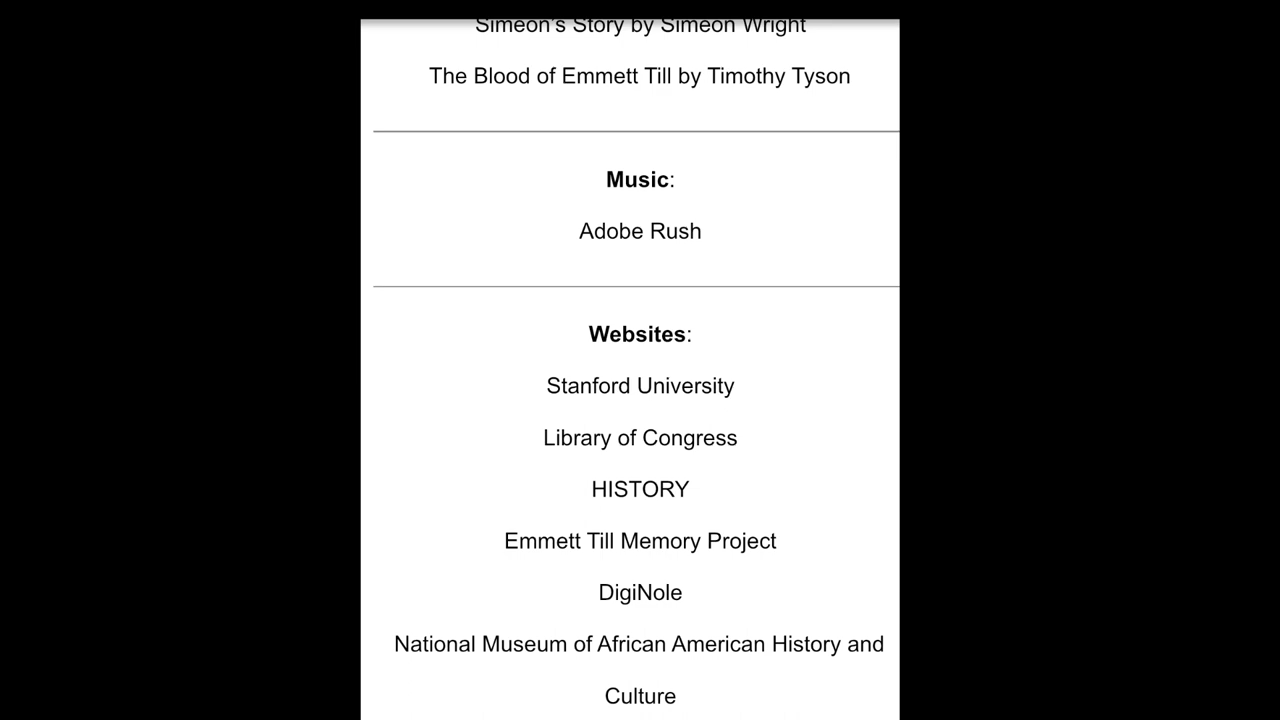 Simeon's Story by Simeon Wright
The Blood of Emmett Till by Timothy Tyson
Music:
Adobe Rush
Websites:
Stanford University
Library of Congress
HISTORY
Emmett Till Memory Project
DigiNole
National Museum of African American History and
Culture